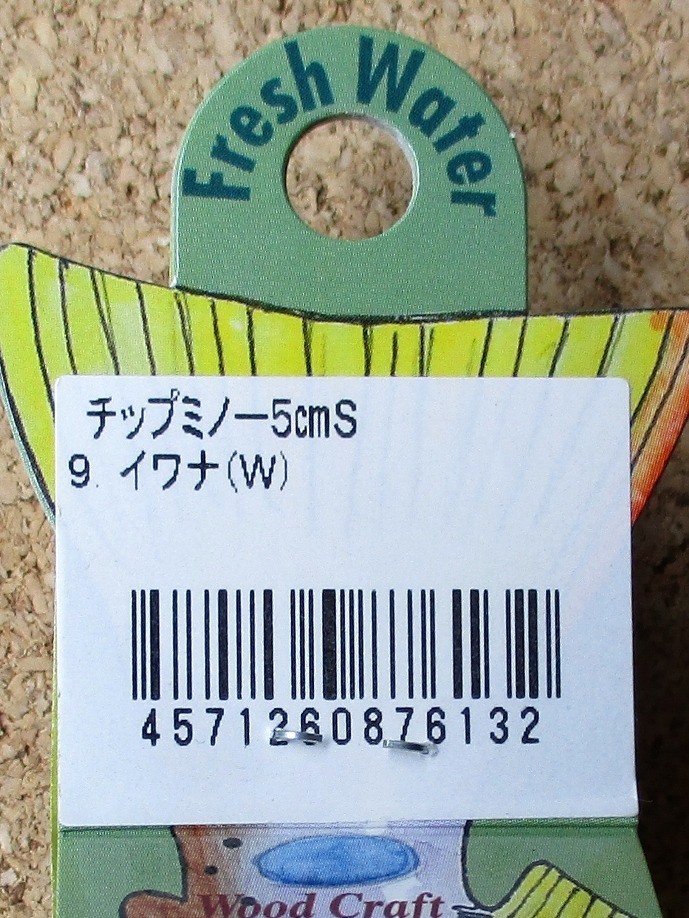 Fresh Water
チップミノー5cmS
9. イワナ(W)
4571260876132
Wood Craft